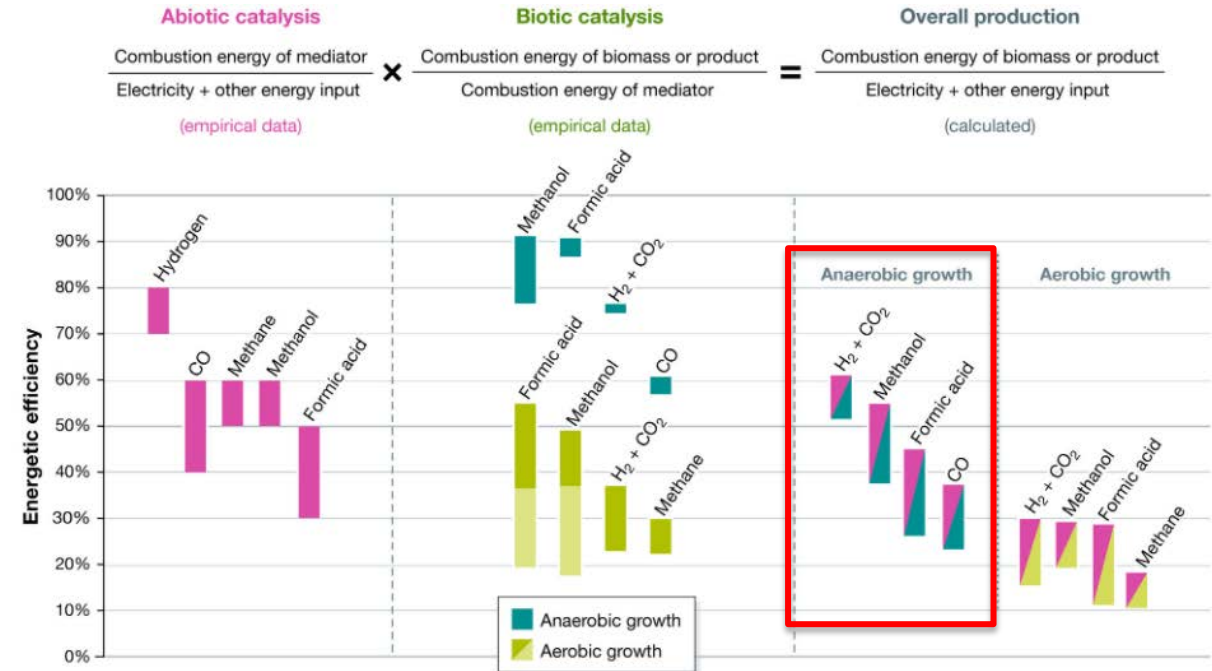 Abiotic catalysis
Biotic catalysis
Overall production
Combustion energy of mediator
Electricity + other energy input
×
Combustion energy of biomass or product
Combustion energy of mediator
=
Combustion energy of biomass or product
Electricity + other energy input
(empirical data)
(empirical data)
(calculated)
Energetic efficiency
100%
90%
80%
70%
60%
50%
40%
30%
20%
10%
0%
Hydrogen
CO
Methane
Methanol
Formic acid
Methanol
Formic acid
H₂ + CO₂
CO
Formic acid
Methanol
H₂ + CO₂
Methane
Anaerobic growth
Aerobic growth
Anaerobic growth
H₂ + CO₂
Methanol
Formic acid
CO
Aerobic growth
H₂ + CO₂
Methanol
Formic acid
Methane